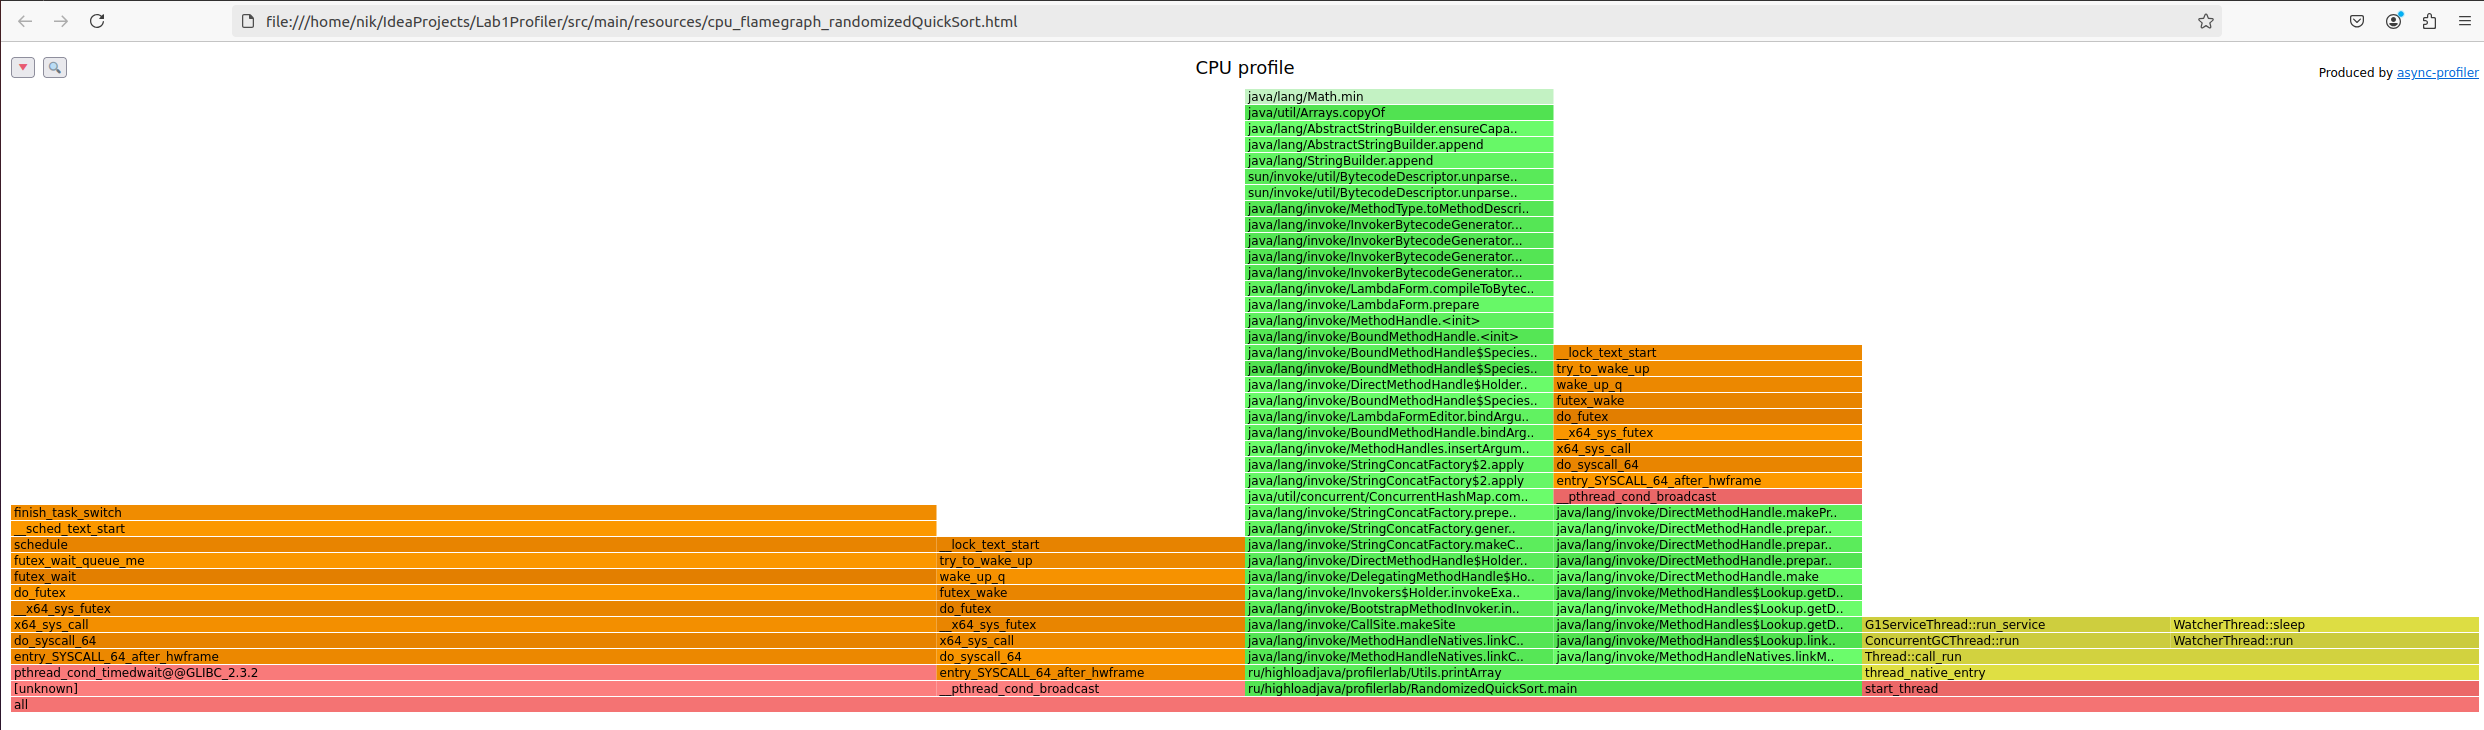 file:///home/nik/IdeaProjects/Lab1Profiler/src/main/resources/cpu_flamegraph_randomizedQuickSort.html
CPU profile
Produced by async-profiler
java/lang/Math.min
java/util/Arrays.copyOf
java/lang/AbstractStringBuilder.ensureCapa..
java/lang/AbstractStringBuilder.append
java/lang/StringBuilder.append
sun/invoke/util/BytecodeDescriptor.unparse..
sun/invoke/util/BytecodeDescriptor.unparse..
java/lang/invoke/MethodType.toMethodDescri..
java/lang/invoke/InvokerBytecodeGenerator...
java/lang/invoke/InvokerBytecodeGenerator...
java/lang/invoke/InvokerBytecodeGenerator...
java/lang/invoke/InvokerBytecodeGenerator...
java/lang/invoke/LambdaForm.compileToBytec..
java/lang/invoke/LambdaForm.prepare
java/lang/invoke/MethodHandle.<init>
java/lang/invoke/BoundMethodHandle.<init>
java/lang/invoke/BoundMethodHandle$Species.. __lock_text_start
java/lang/invoke/BoundMethodHandle$Species.. try_to_wake_up
java/lang/invoke/DirectMethodHandle$Holder.. wake_up_q
java/lang/invoke/BoundMethodHandle$Species.. futex_wake
java/lang/invoke/LambdaFormEditor.bindArgu.. do_futex
java/lang/invoke/BoundMethodHandle.bindArg.. __x64_sys_futex
java/lang/invoke/MethodHandles.insertArgum.. x64_sys_call
java/lang/invoke/StringConcatFactory$2.apply do_syscall_64
java/lang/invoke/StringConcatFactory$2.apply entry_SYSCALL_64_after_hwframe
java/util/concurrent/ConcurrentHashMap.com.. __pthread_cond_broadcast
finish_task_switch java/lang/invoke/StringConcatFactory.prepe.. java/lang/invoke/DirectMethodHandle.makePr..
__sched_text_start java/lang/invoke/StringConcatFactory.gener.. java/lang/invoke/DirectMethodHandle.prepar..
schedule __lock_text_start java/lang/invoke/StringConcatFactory.makeC.. java/lang/invoke/DirectMethodHandle.prepar..
futex_wait_queue_me try_to_wake_up java/lang/invoke/DirectMethodHandle$Holder.. java/lang/invoke/DirectMethodHandle.prepar..
futex_wait wake_up_q java/lang/invoke/DelegatingMethodHandle$Ho.. java/lang/invoke/DirectMethodHandle.make
do_futex futex_wake java/lang/invoke/Invokers$Holder.invokeExa.. java/lang/invoke/MethodHandles$Lookup.getD..
__x64_sys_futex do_futex java/lang/invoke/BootstrapMethodInvoker.in.. java/lang/invoke/MethodHandles$Lookup.getD..
x64_sys_call __x64_sys_futex java/lang/invoke/CallSite.makeSite java/lang/invoke/MethodHandles$Lookup.getD.. G1ServiceThread::run_service WatcherThread::sleep
do_syscall_64 x64_sys_call java/lang/invoke/MethodHandleNatives.linkC.. java/lang/invoke/MethodHandles$Lookup.link.. ConcurrentGCThread::run WatcherThread::run
entry_SYSCALL_64_after_hwframe do_syscall_64 java/lang/invoke/MethodHandleNatives.linkC.. java/lang/invoke/MethodHandleNatives.linkM.. Thread::call_run
pthread_cond_timedwait@@GLIBC_2.3.2 entry_SYSCALL_64_after_hwframe ru/highloadjava/profilerlab/Utils.printArray thread_native_entry
[unknown] __pthread_cond_broadcast ru/highloadjava/profilerlab/RandomizedQuickSort.main start_thread
all